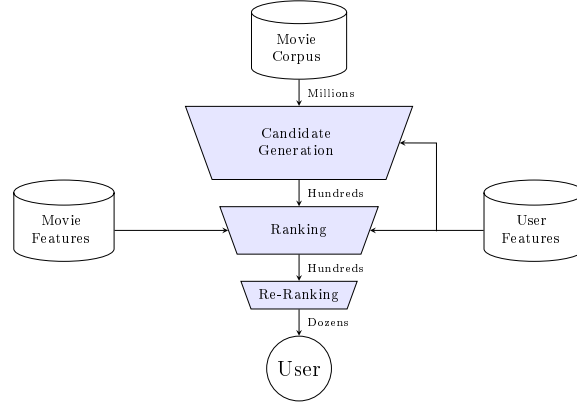 Movie
Corpus
Millions
Candidate
Generation
Hundreds
Movie
Features
Ranking
User
Features
Hundreds
Re-Ranking
Dozens
User